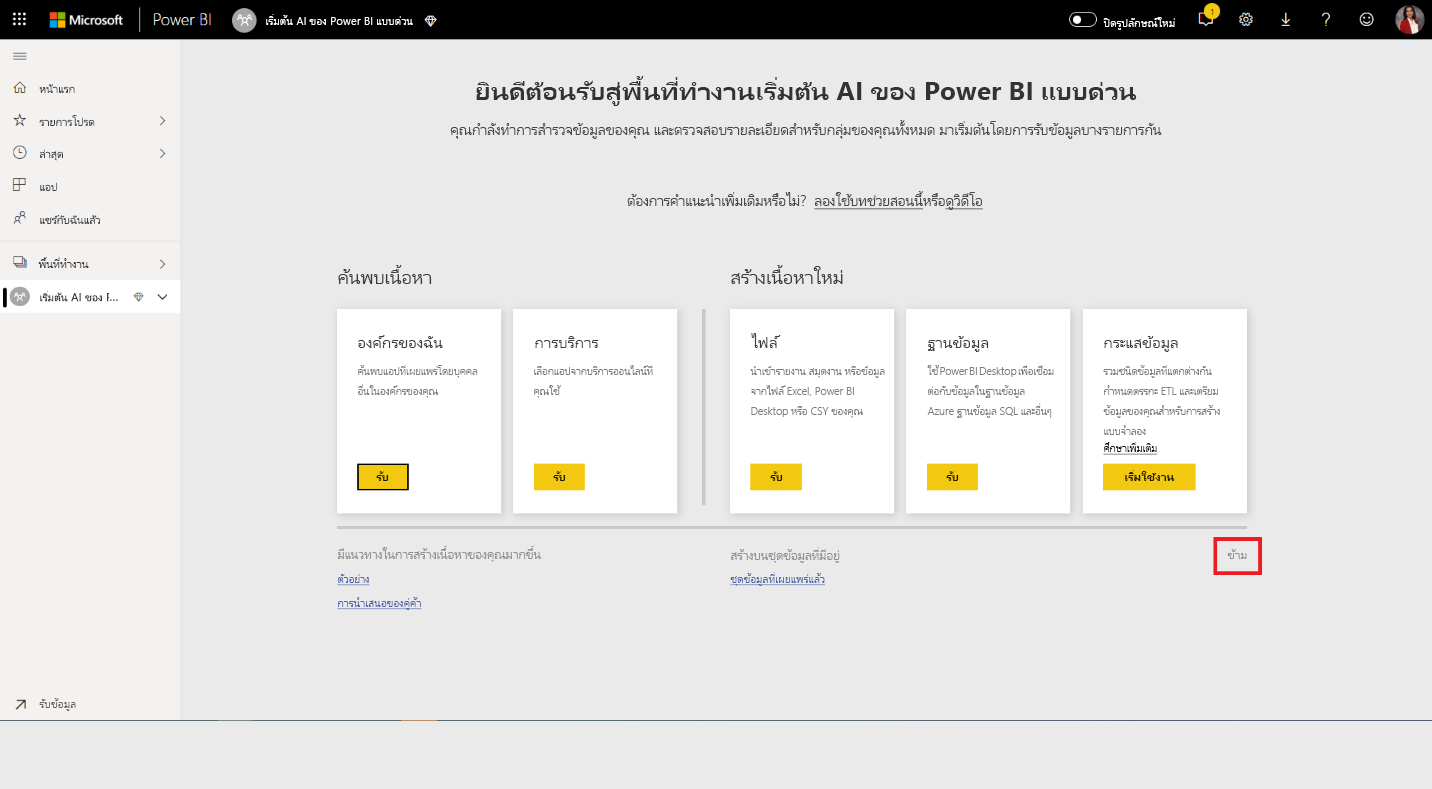 Microsoft Power BI เริ่มต้น AI ของ Power BI แบบด่วน ปิดรูปลักษณ์ใหม่ 1
หน้าแรก
รายการโปรด
ล่าสุด
แอป
แชร์กับฉันแล้ว
พื้นที่ทำงาน
เริ่มต้น AI ของ F...
รับข้อมูล
ยินดีต้อนรับสู่พื้นที่ทำงานเริ่มต้น AI ของ Power BI แบบด่วน
คุณกำลังทำการสำรวจข้อมูลของคุณ และตรวจสอบรายละเอียดสำหรับกลุ่มของคุณทั้งหมด มาเริ่มต้นโดยการรับข้อมูลบางรายการกัน
ต้องการคำแนะนำเพิ่มเติมหรือไม่? ลองใช้บทช่วยสอนนี้หรือดูวิดีโอ
ค้นพบเนื้อหา
องค์กรของฉัน
ค้นพบแอปที่เผยแพร่โดยบุคคล
อื่นในองค์กรของคุณ
รับ
การบริการ
เลือกแอปจากบริการออนไลน์ที่
คุณใช้
รับ
สร้างเนื้อหาใหม่
ไฟล์
นำเข้ารายงาน สมุดงาน หรือข้อมูล
จากไฟล์ Excel, Power BI
Desktop หรือ CSY ของคุณ
รับ
ฐานข้อมูล
ใช้ Power BI Desktop เพื่อเชื่อม
ต่อกับข้อมูลในฐานข้อมูล
Azure ฐานข้อมูล SQL และอื่นๆ
รับ
กระแสข้อมูล
รวมชนิดข้อมูลที่แตกต่างกัน
กำหนดตรรกะ ETL และเตรียม
ข้อมูลของคุณสำหรับการสร้าง
แบบจำลอง
ศึกษาเพิ่มเติม
เริ่มใช้งาน
มีแนวทางในการสร้างเนื้อหาของคุณมากขึ้น
ตัวอย่าง
การนำเสนอของคู่ค้า
สร้างบนชุดข้อมูลที่มีอยู่
ชุดข้อมูลที่เผยแพร่แล้ว
ข้าม